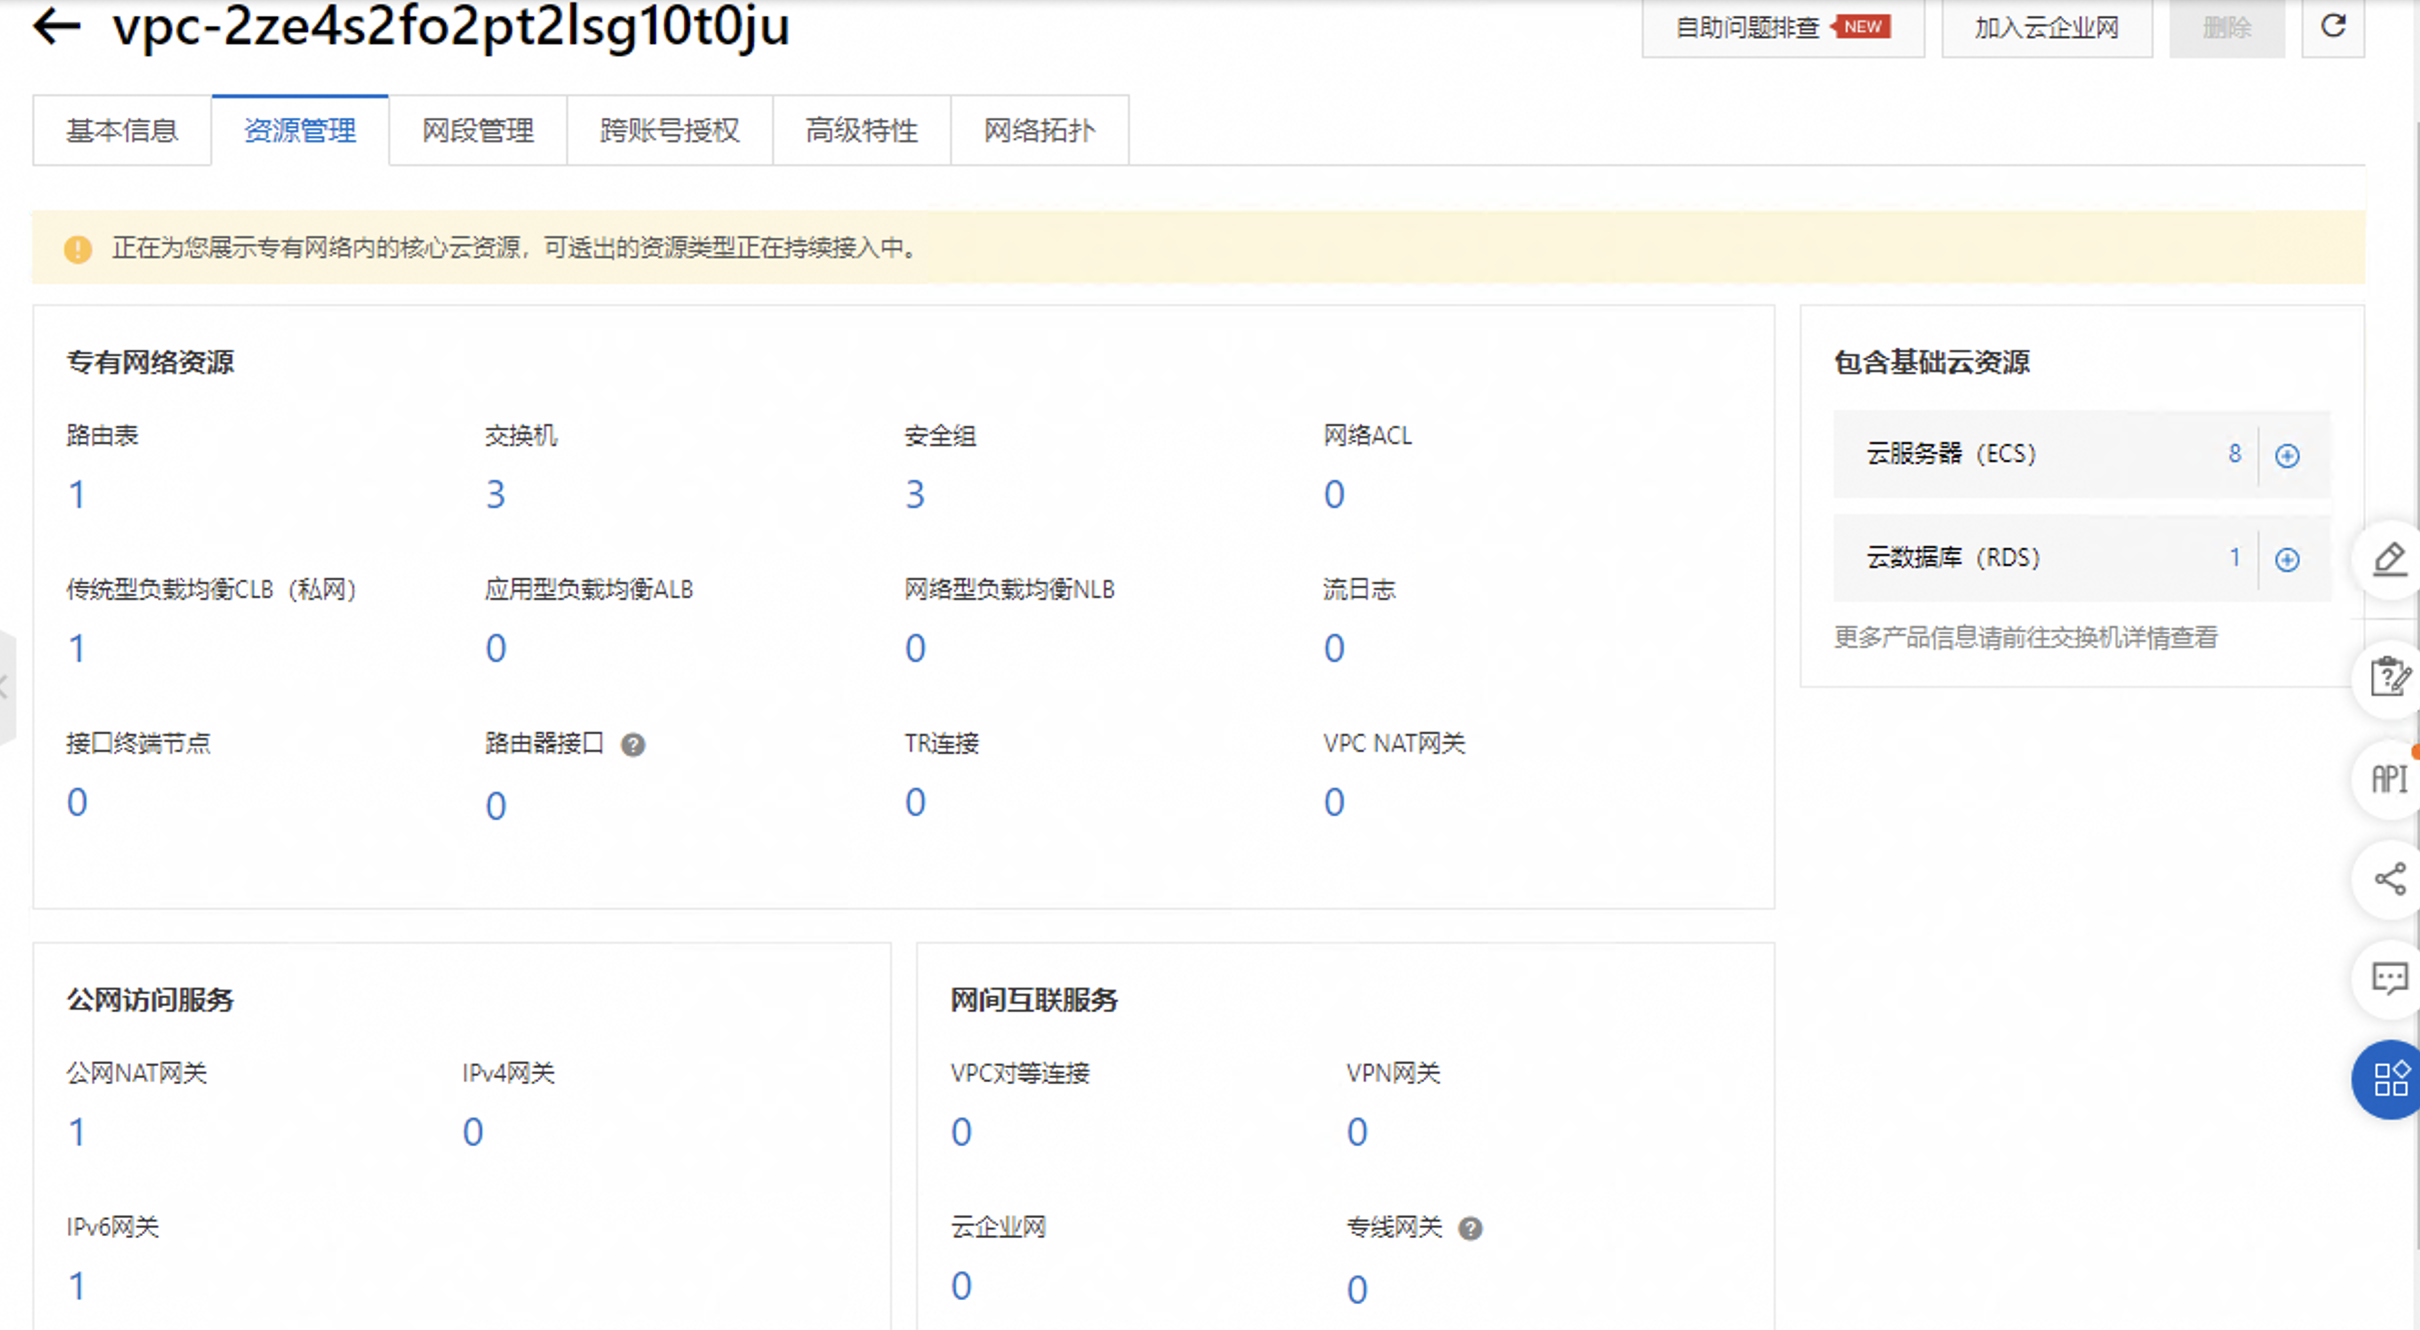 vpc-2ze4s2fo2pt2lsg10t0ju
自助问题排查 NEW
加入云企业网
删除
基本信息
资源管理
网段管理
跨账号授权
高级特性
网络拓扑
正在为您展示专有网络内的核心云资源，可透出的资源类型正在持续接入中。
专有网络资源
路由表
1
交换机
3
安全组
3
网络ACL
0
传统型负载均衡CLB（私网）
1
应用型负载均衡ALB
0
网络型负载均衡NLB
0
流日志
0
接口终端节点
0
路由器接口
0
TR连接
0
VPC NAT网关
0
包含基础云资源
云服务器（ECS） 8
云数据库（RDS） 1
更多产品信息请前往交换机详情查看
公网访问服务
公网NAT网关
1
IPv4网关
0
IPv6网关
1
网间互联服务
VPC对等连接
0
VPN网关
0
云企业网
0
专线网关
0
API